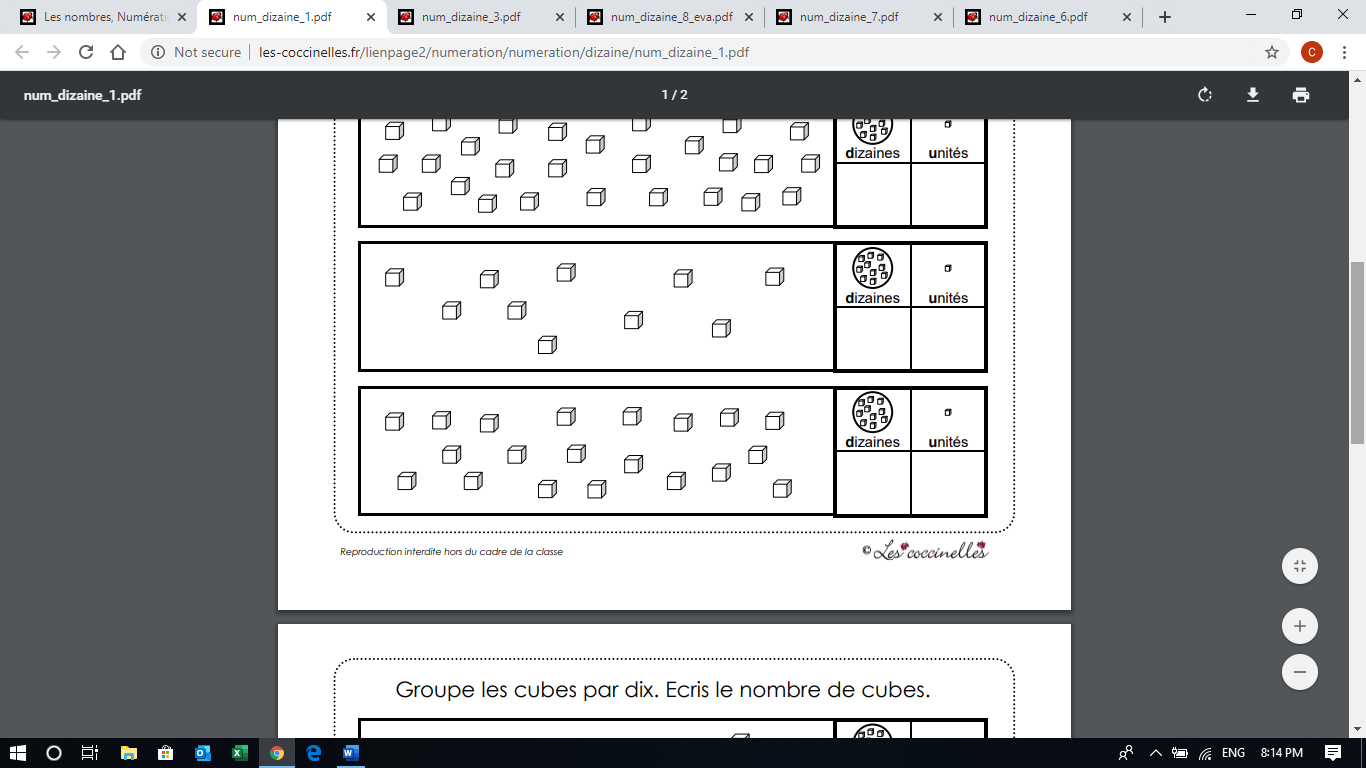 Les nombres, Numérati
num_dizaine_1.pdf
num_dizaine_3.pdf
num_dizaine_8_eva.pdf
num_dizaine_7.pdf
num_dizaine_6.pdf
Not secure
les-coccinelles.fr/lienpage2/numeration/numeration/dizaine/num_dizaine_1.pdf
C
num_dizaine_1.pdf
1 / 2
dizaines unités
dizaines unités
dizaines unités
Reproduction interdite hors du cadre de la classe
© Les coccinelles
Groupe les cubes par dix. Ecris le nombre de cubes.
ENG 8:14 PM